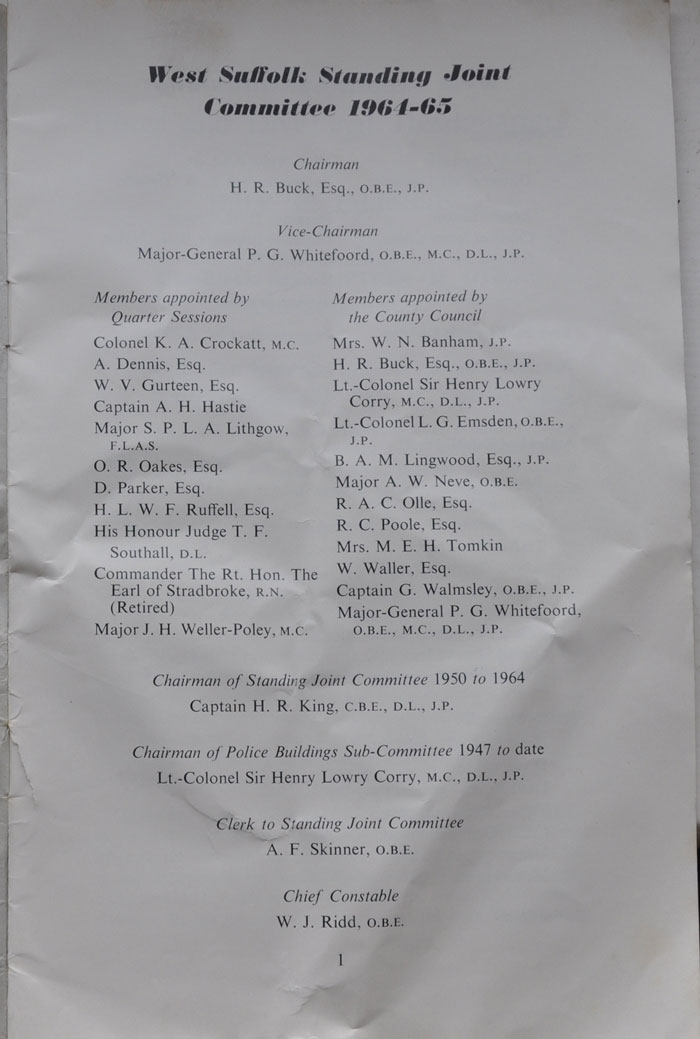 West Suffolk Standing Joint
Committee 1964-65
Chairman
H. R. Buck, Esq., O.B.E., J.P.
Vice-Chairman
Major-General P. G. Whitefoord, O.B.E., M.C., D.L., J.P.
Members appointed by
Quarter Sessions
Colonel K. A. Crockatt, M.C.
A. Dennis, Esq.
W. V. Gurteen, Esq.
Captain A. H. Hastie
Major S. P. L. A. Lithgow,
F.L.A.S.
O. R. Oakes, Esq.
D. Parker, Esq.
H. L. W. F. Ruffell, Esq.
His Honour Judge T. F.
Southall, D.L.
Commander The Rt. Hon. The
Earl of Stradbroke, R.N.
(Retired)
Major J. H. Weller-Poley, M.C.
Members appointed by
the County Council
Mrs. W. N. Banham, J.P.
H. R. Buck, Esq., O.B.E., J.P.
Lt.-Colonel Sir Henry Lowry
Corry, M.C., D.L., J.P.
Lt.-Colonel L. G. Emsden, O.B.E.,
J.P.
B. A. M. Lingwood, Esq., J.P.
Major A. W. Neve, O.B.E.
R. A. C. Olle, Esq.
R. C. Poole, Esq.
Mrs. M. E. H. Tomkin
W. Waller, Esq.
Captain G. Walmsley, O.B.E., J.P.
Major-General P. G. Whitefoord,
O.B.E., M.C., D.L., J.P.
Chairman of Standing Joint Committee 1950 to 1964
Captain H. R. King, C.B.E., D.L., J.P.
Chairman of Police Buildings Sub-Committee 1947 to date
Lt.-Colonel Sir Henry Lowry Corry, M.C., D.L., J.P.
Clerk to Standing Joint Committee
A. F. Skinner, O.B.E.
Chief Constable
W. J. Ridd, O.B.E.
1